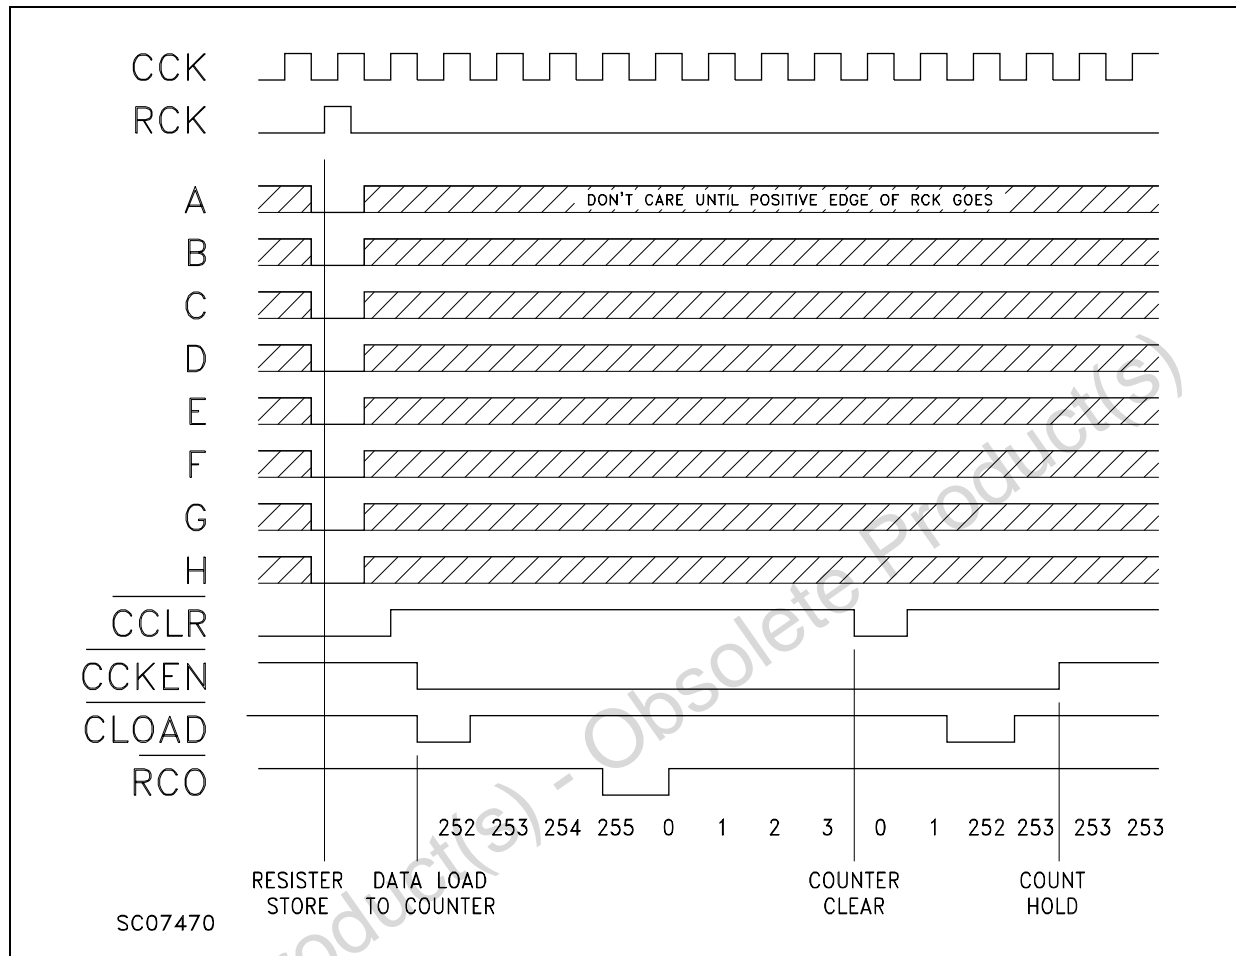 CCK
RCK
A DON'T CARE UNTIL POSITIVE EDGE OF RCK GOES
B
C
D
E
F
G
H
CCLR
CCKEN
CLOAD
RCO
252 253 254 255 0 1 2 3 0 1 252 253 253 253
RESISTER STORE
DATA LOAD TO COUNTER
COUNTER CLEAR
COUNT HOLD
SC07470
roduct(s) - Obsolete Product(s)